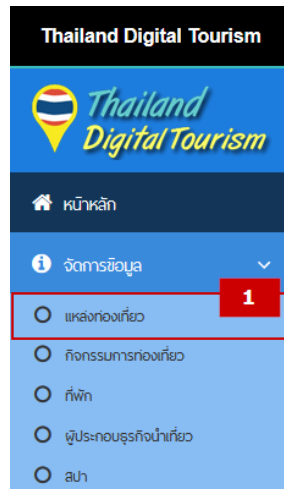 Thailand Digital Tourism
Thailand
Digital Tourism
หน้าหลัก
จัดการข้อมูล
1
แหล่งท่องเที่ยว
กิจกรรมการท่องเที่ยว
ที่พัก
ผู้ประกอบธุรกิจนำเที่ยว
สปา